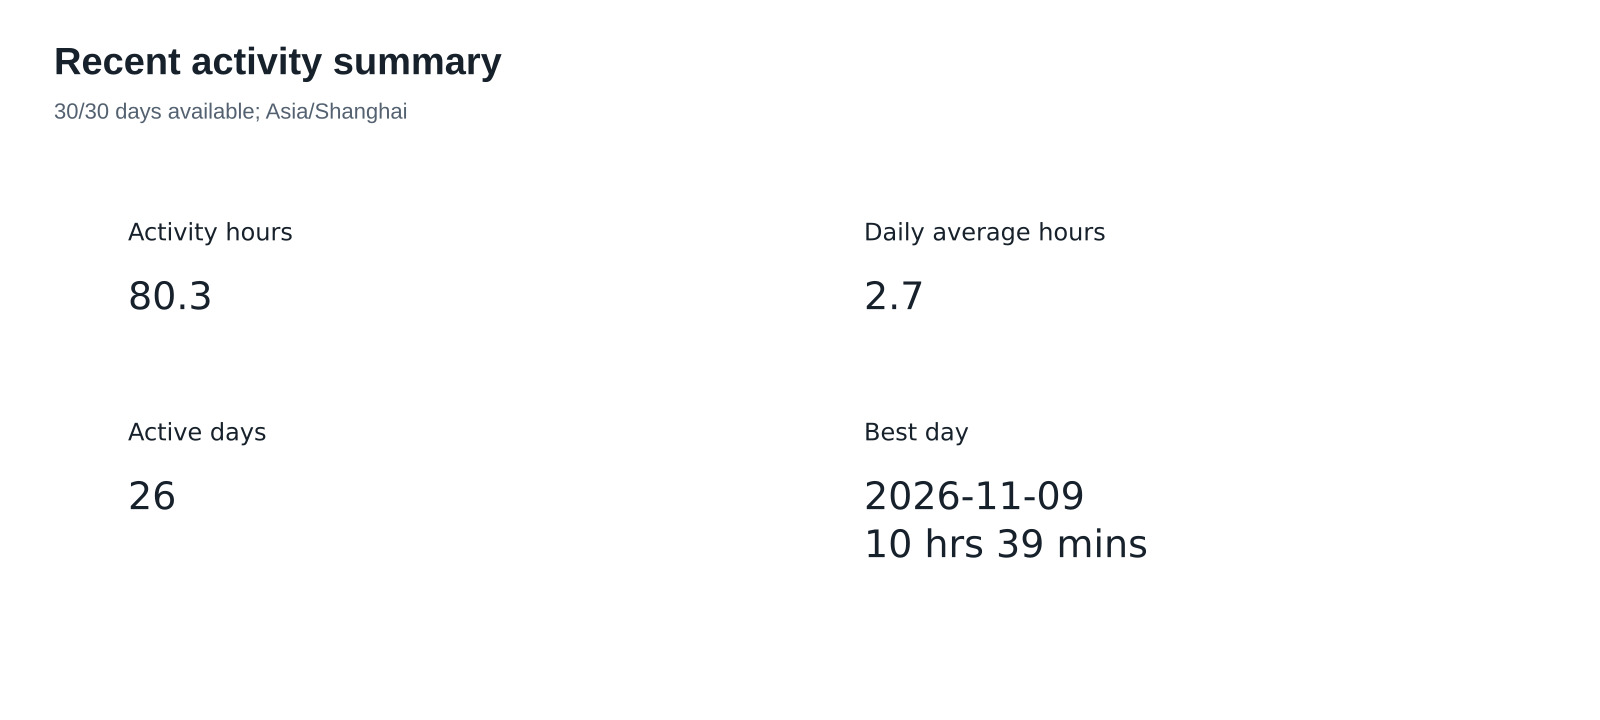 Recent activity summary
30/30 days available; Asia/Shanghai
Activity hours
80.3
Daily average hours
2.7
Active days
26
Best day
2026-11-09
10 hrs 39 mins